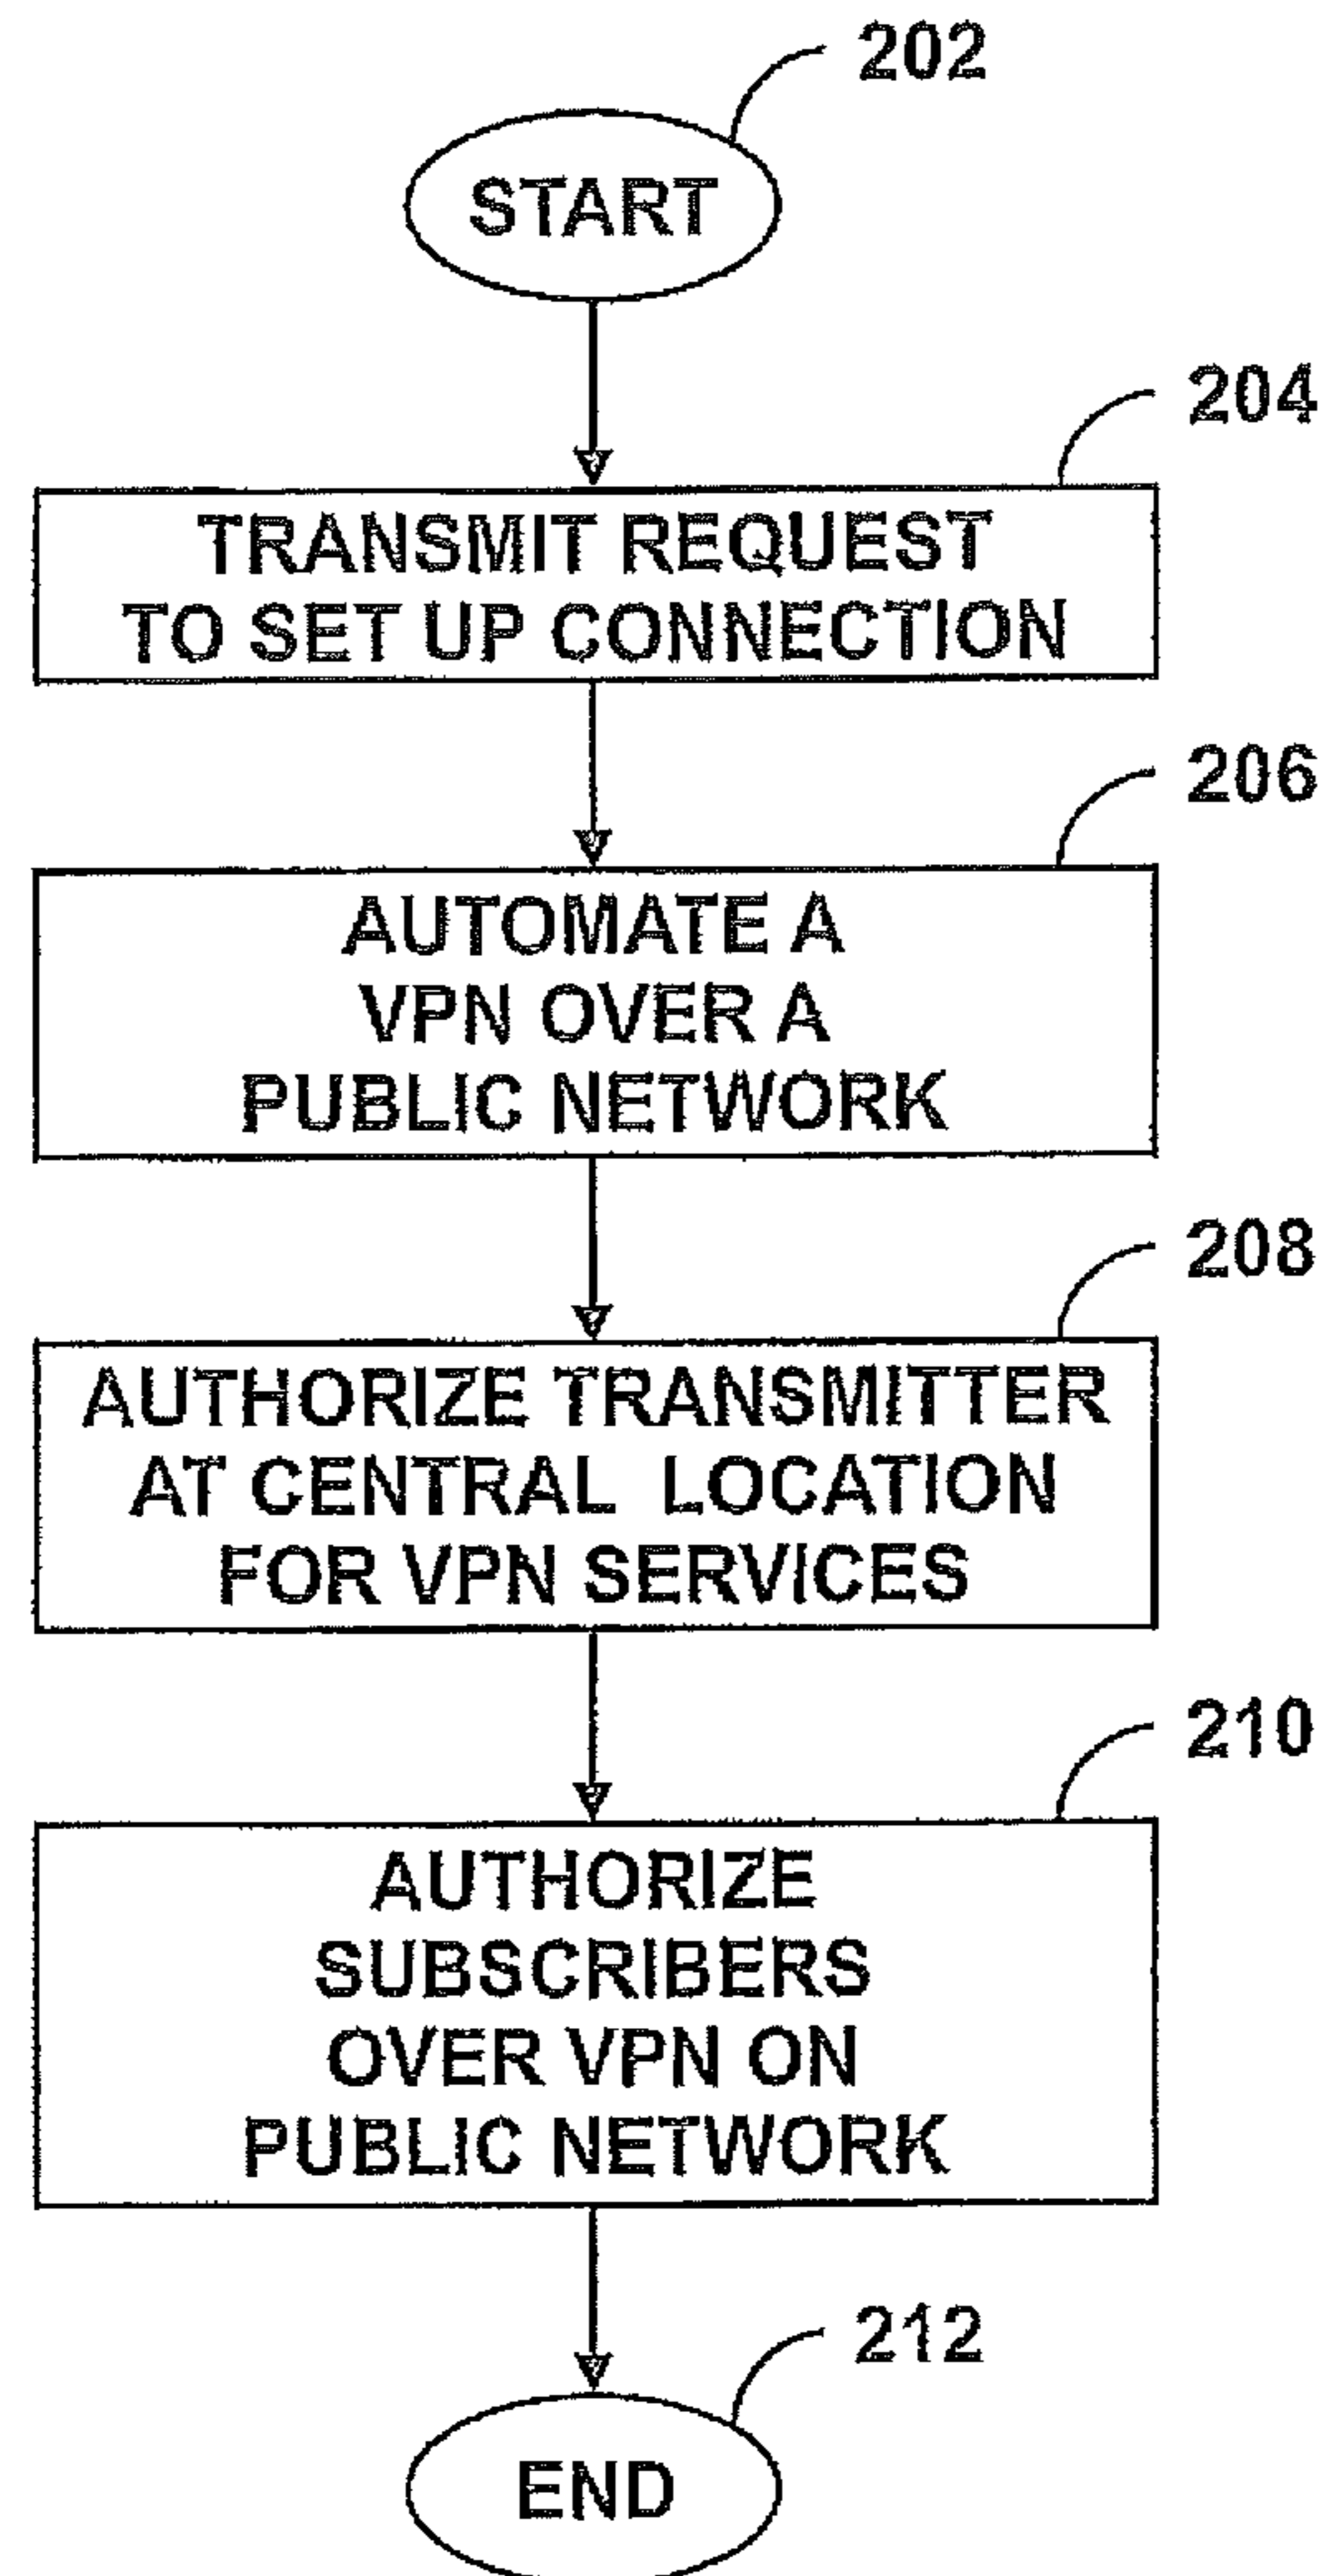 202
START
204
TRANSMIT REQUEST
TO SET UP CONNECTION
206
AUTOMATE A
VPN OVER A
PUBLIC NETWORK
208
AUTHORIZE TRANSMITTER
AT CENTRAL LOCATION
FOR VPN SERVICES
210
AUTHORIZE
SUBSCRIBERS
OVER VPN ON
PUBLIC NETWORK
212
END